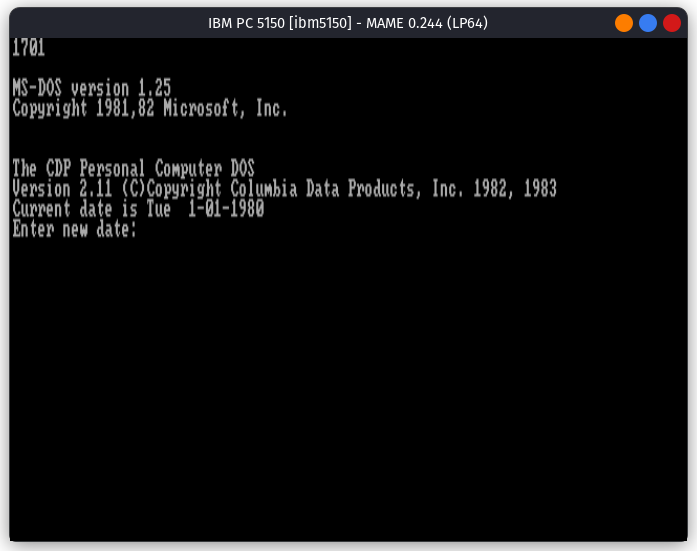 IBM PC 5150 [ibm5150] - MAME 0.244 (LP64)
1701
MS-DOS version 1.25
Copyright 1981,82 Microsoft, Inc.
The CDP Personal Computer DOS
Version 2.11 (C)Copyright Columbia Data Products, Inc. 1982, 1983
Current date is Tue  1-01-1980
Enter new date: